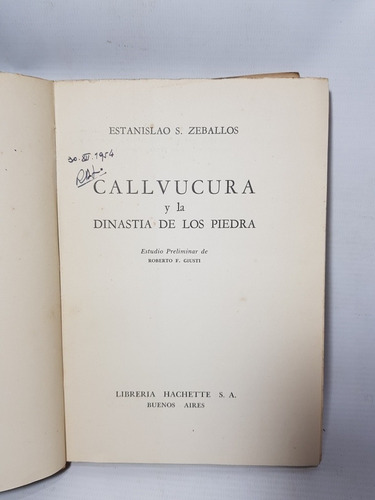 ESTANISLAO S. ZEBALLOS
30-XII-1954
CALLVUCURA
y la
DINASTIA DE LOS PIEDRA
Estudio Preliminar de
ROBERTO F. GIUSTI
LIBRERIA HACHETTE S. A.
BUENOS AIRES